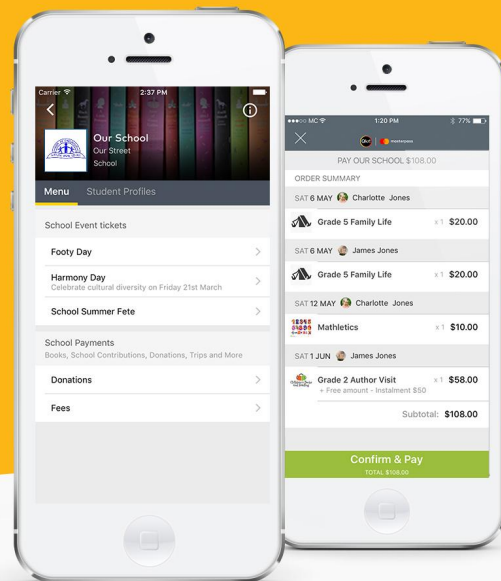 Carrier 2:37 PM
Our School
Our Street
School
Menu Student Profiles
School Event tickets
Footy Day
Harmony Day
Celebrate cultural diversity on Friday 21st March
School Summer Fete
School Payments
Books, School Contributions, Donations, Trips and More
Donations
Fees
MC 1:20 PM 77%
Qkr! masterpass
PAY OUR SCHOOL $108.00
ORDER SUMMARY
SAT 6 MAY Charlotte Jones
Grade 5 Family Life x 1 $20.00
SAT 6 MAY James Jones
Grade 5 Family Life x 1 $20.00
SAT 12 MAY Charlotte Jones
Mathletics x 1 $10.00
SAT 1 JUN James Jones
Grade 2 Author Visit x 1 $58.00
+ Free amount - Instalment $50
Subtotal: $108.00
Confirm & Pay
TOTAL $108.00